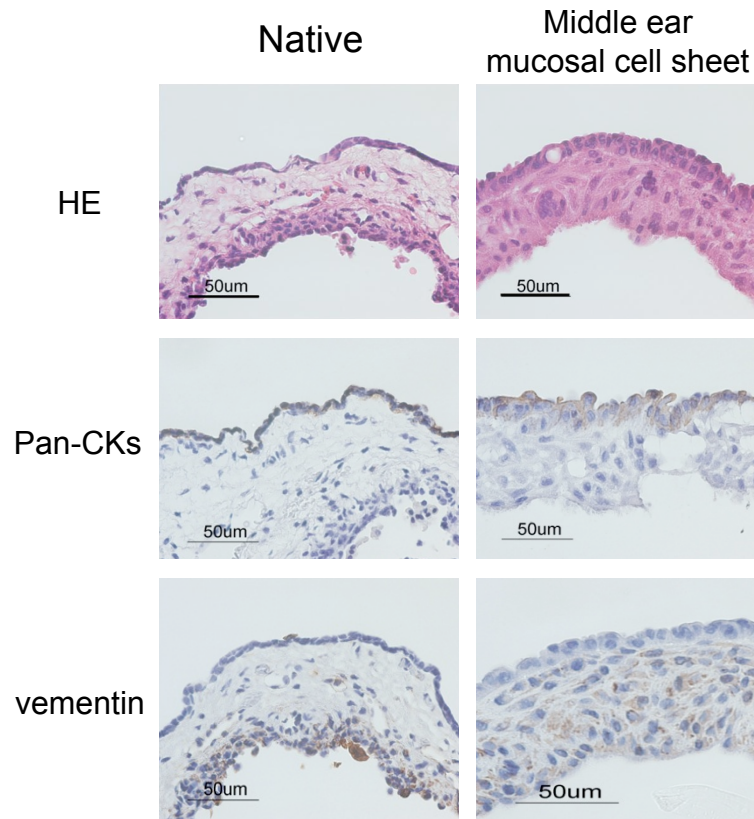 Native
Middle ear
mucosal cell sheet
HE
50um
50um
Pan-CKs
50um
50um
vementin
50um
50um